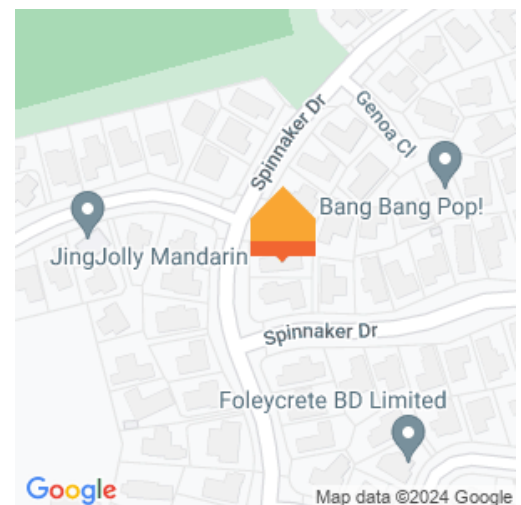 Spinnaker Dr
Genoa Cl
Bang Bang Pop!
JingJolly Mandarin
Spinnaker Dr
Foleycrete BD Limited
Google
Map data ©2024 Google